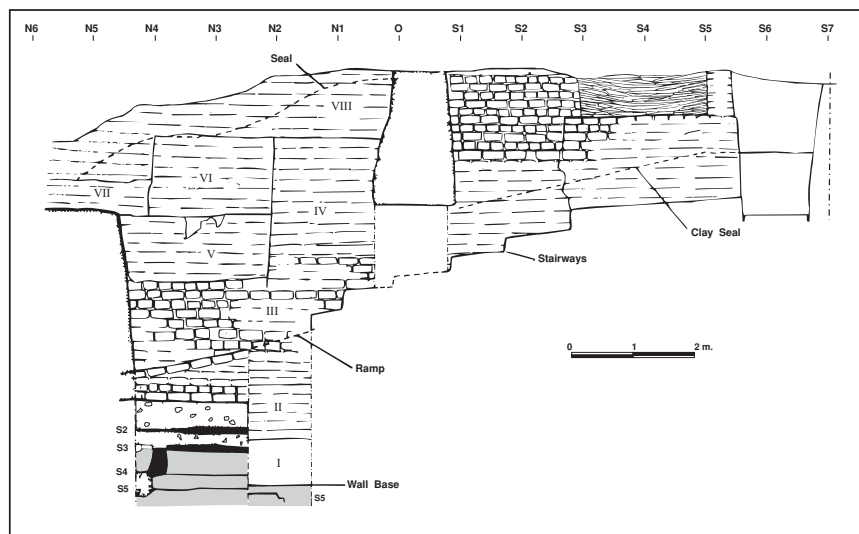 N6 N5 N4 N3 N2 N1 O S1 S2 S3 S4 S5 S6 S7
Seal
VIII
VI
VII
IV
Clay Seal
V
Stairways
III
0 1 2 m.
Ramp
II
S2
S3
I
S4
Wall Base
S5
S5